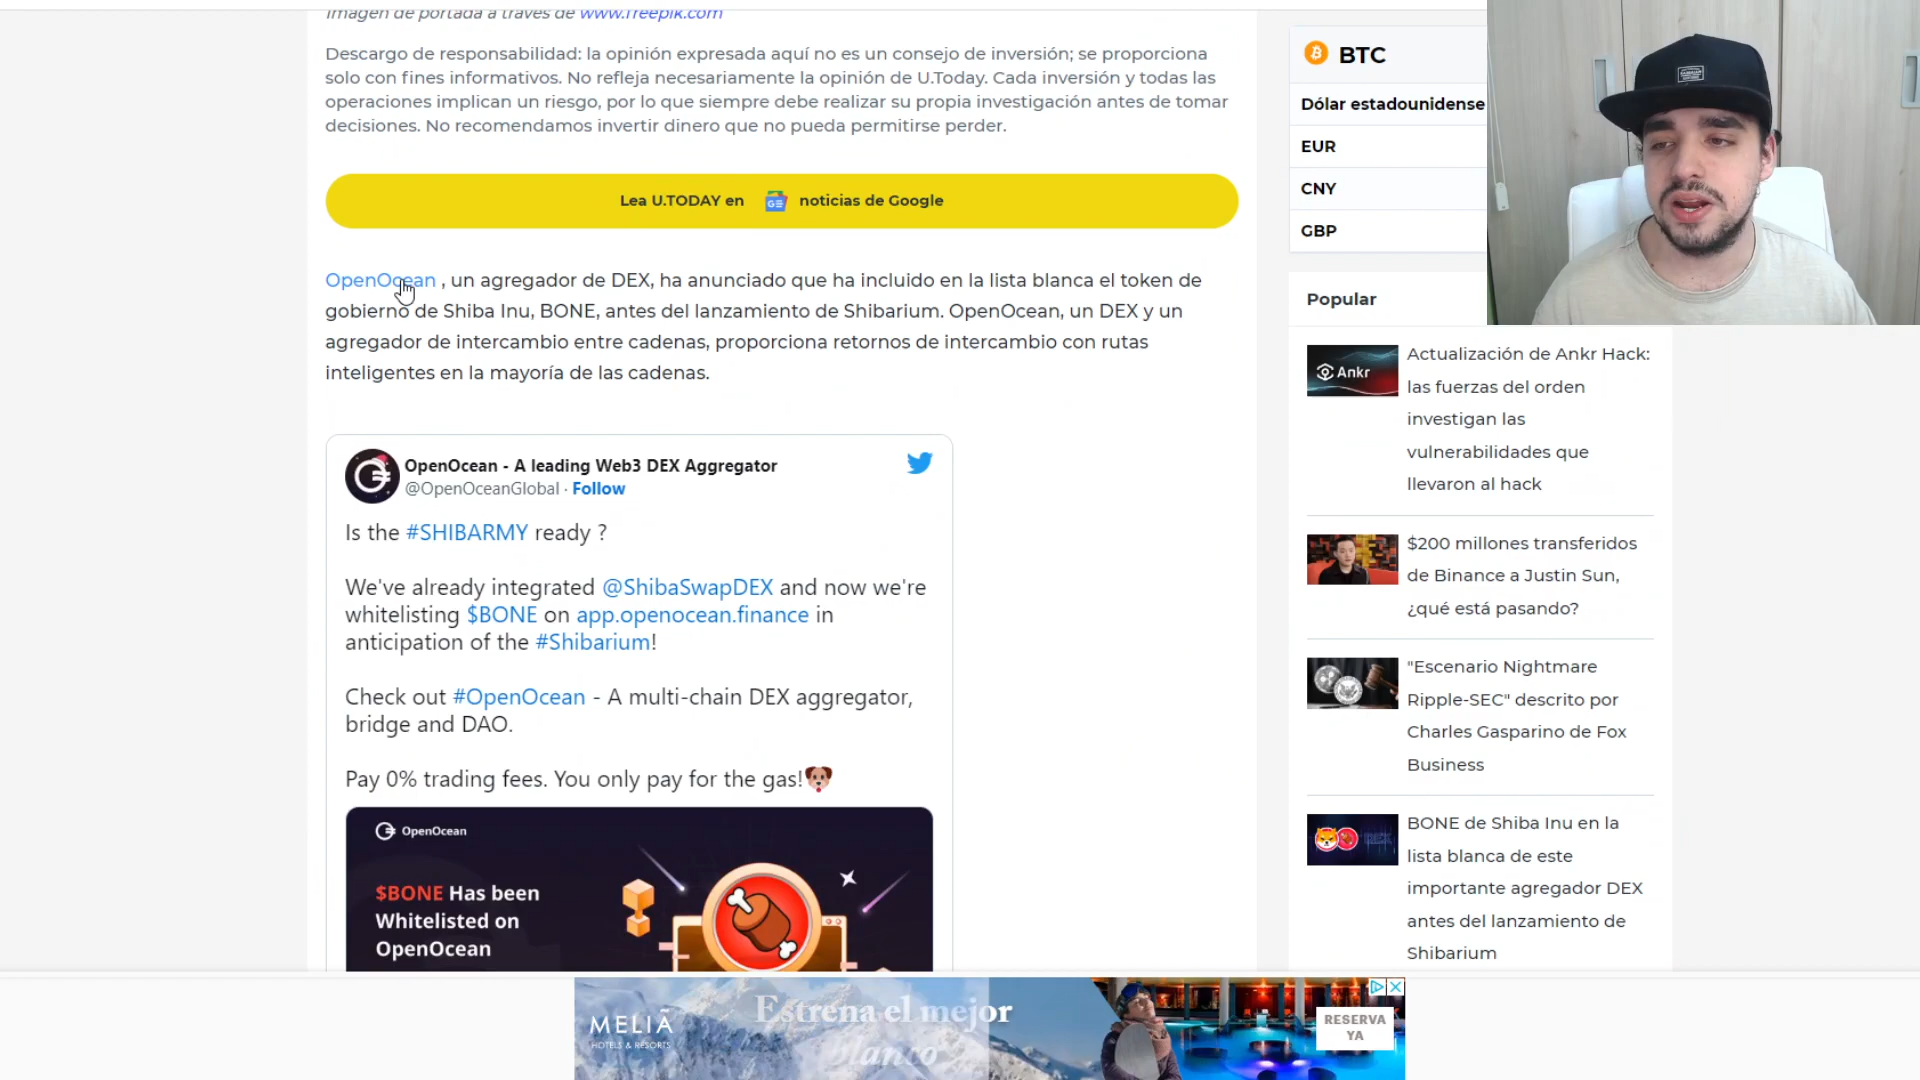 Imagen de portada a través de www.freepik.com
Descargo de responsabilidad: la opinión expresada aquí no es un consejo de inversión; se proporciona
solo con fines informativos. No refleja necesariamente la opinión de U.Today. Cada inversión y todas las
operaciones implican un riesgo, por lo que siempre debe realizar su propia investigación antes de tomar
decisiones. No recomendamos invertir dinero que no pueda permitirse perder.
Lea U.TODAY en GE noticias de Google
OpenOcean , un agregador de DEX, ha anunciado que ha incluido en la lista blanca el token de
gobierno de Shiba Inu, BONE, antes del lanzamiento de Shibarium. OpenOcean, un DEX y un
agregador de intercambio entre cadenas, proporciona retornos de intercambio con rutas
inteligentes en la mayoría de las cadenas.
OpenOcean - A leading Web3 DEX Aggregator
@OpenOceanGlobal · Follow
Is the #SHIBARMY ready ?
We've already integrated @ShibaSwapDEX and now we're
whitelisting $BONE on app.openocean.finance in
anticipation of the #Shibarium!
Check out #OpenOcean - A multi-chain DEX aggregator,
bridge and DAO.
Pay 0% trading fees. You only pay for the gas!
OpenOcean
$BONE Has been
Whitelisted on
OpenOcean
BTC
Dólar estadounidense
EUR
CNY
GBP
Popular
Ankr
Actualización de Ankr Hack:
las fuerzas del orden
investigan las
vulnerabilidades que
llevaron al hack
$200 millones transferidos
de Binance a Justin Sun,
¿qué está pasando?
"Escenario Nightmare
Ripple-SEC" descrito por
Charles Gasparino de Fox
Business
BONE de Shiba Inu en la
lista blanca de este
importante agregador DEX
antes del lanzamiento de
Shibarium
MELIÃ
HOTELS & RESORTS
Estrena el mejor
blanco
RESERVA
YA